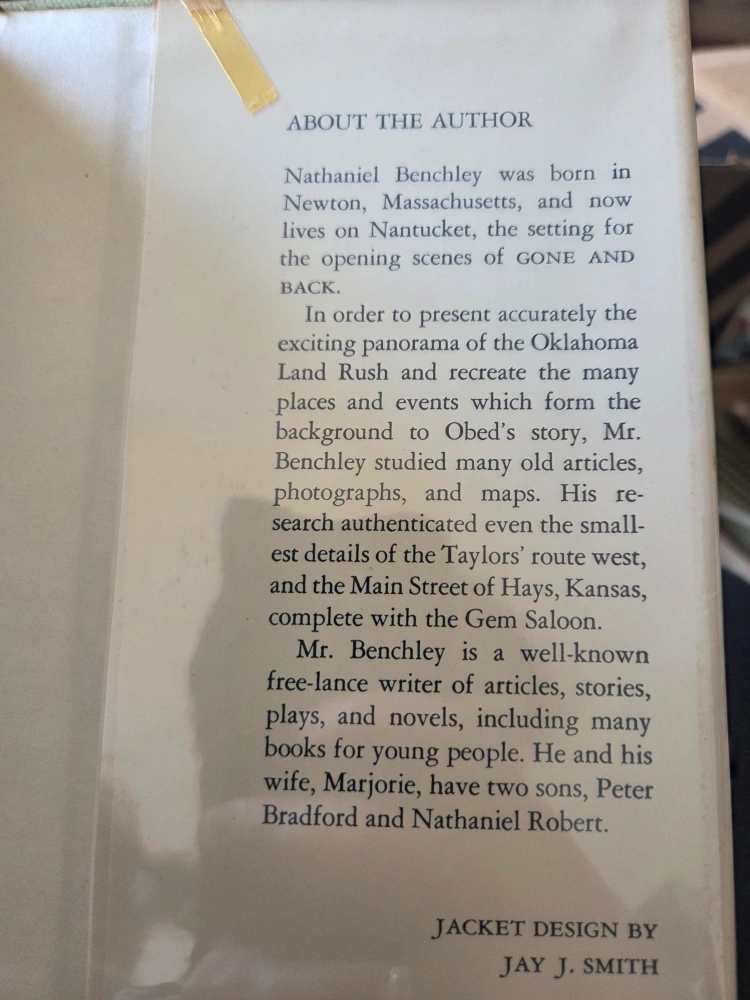 ABOUT THE AUTHOR
Nathaniel Benchley was born in
Newton, Massachusetts, and now
lives on Nantucket, the setting for
the opening scenes of GONE AND
BACK.
In order to present accurately the
exciting panorama of the Oklahoma
Land Rush and recreate the many
places and events which form the
background to Obed's story, Mr.
Benchley studied many old articles,
photographs, and maps. His re-
search authenticated even the small-
est details of the Taylors' route west,
and the Main Street of Hays, Kansas,
complete with the Gem Saloon.
Mr. Benchley is a well-known
free-lance writer of articles, stories,
plays, and novels, including many
books for young people. He and his
wife, Marjorie, have two sons, Peter
Bradford and Nathaniel Robert.
JACKET DESIGN BY
JAY J. SMITH